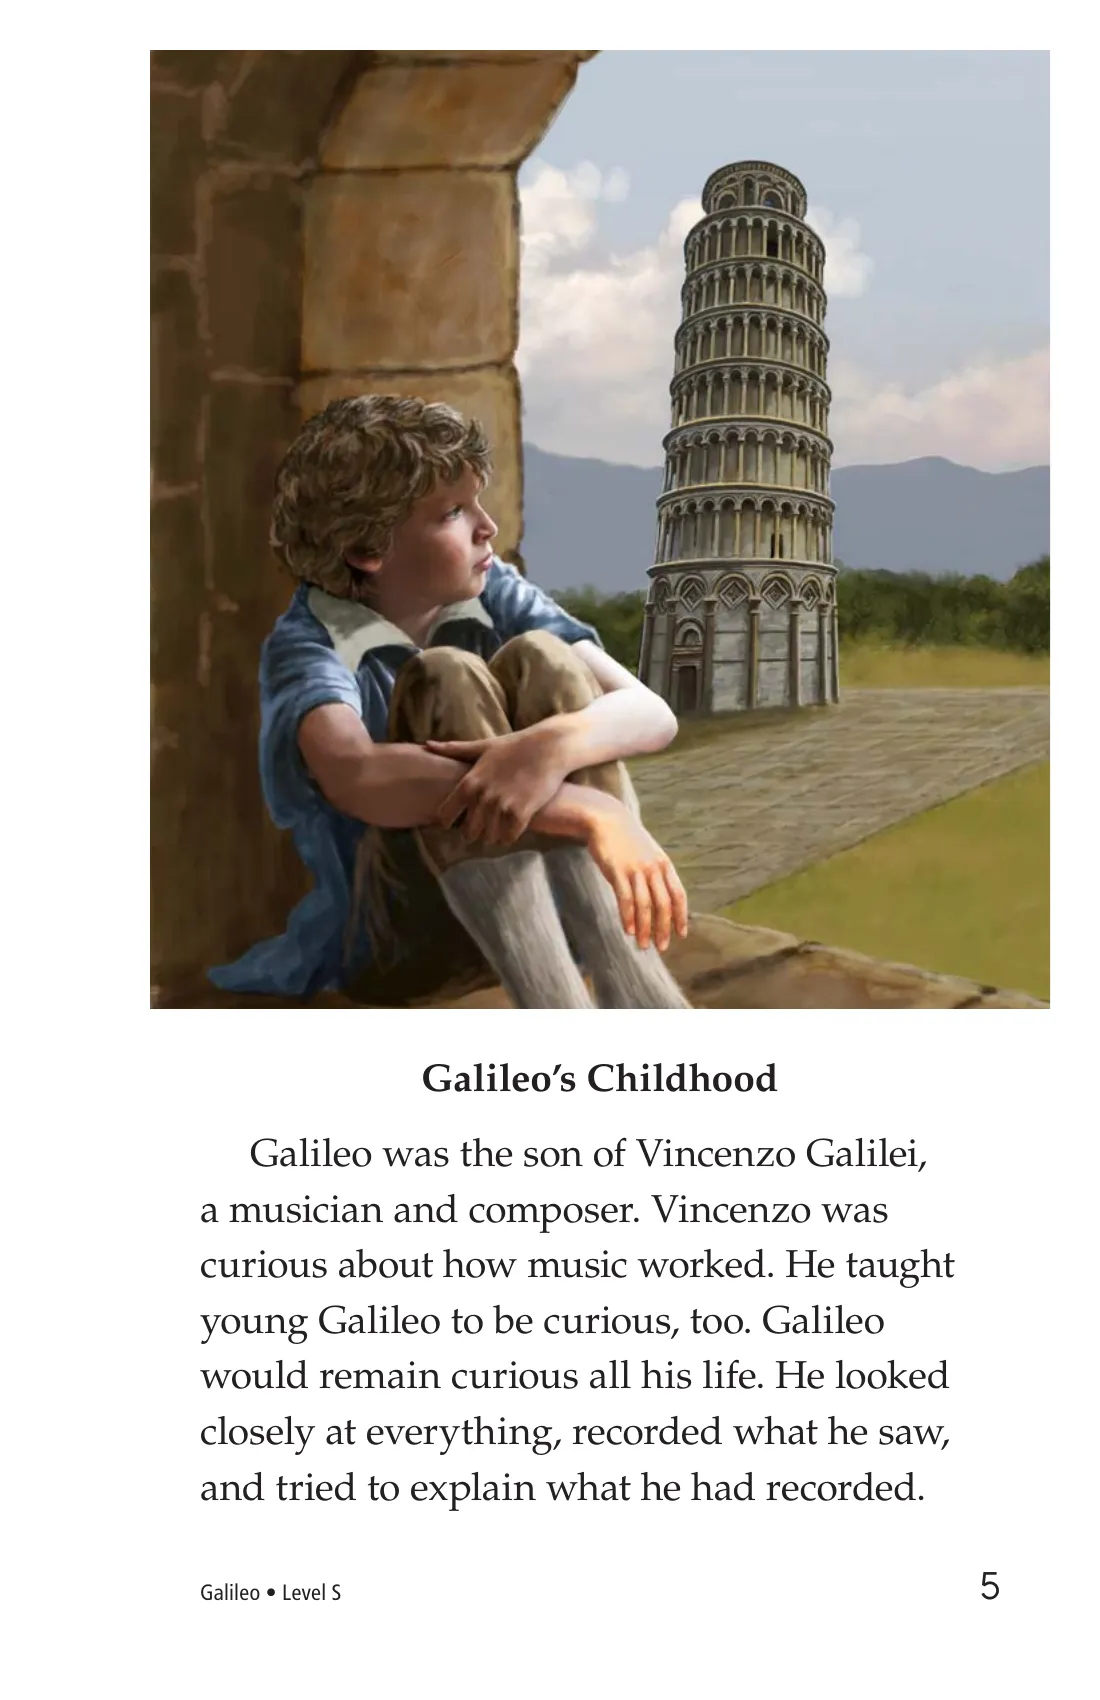 Galileo’s Childhood
Galileo was the son of Vincenzo Galilei,
a musician and composer. Vincenzo was
curious about how music worked. He taught
young Galileo to be curious, too. Galileo
would remain curious all his life. He looked
closely at everything, recorded what he saw,
and tried to explain what he had recorded.
Galileo • Level S
5